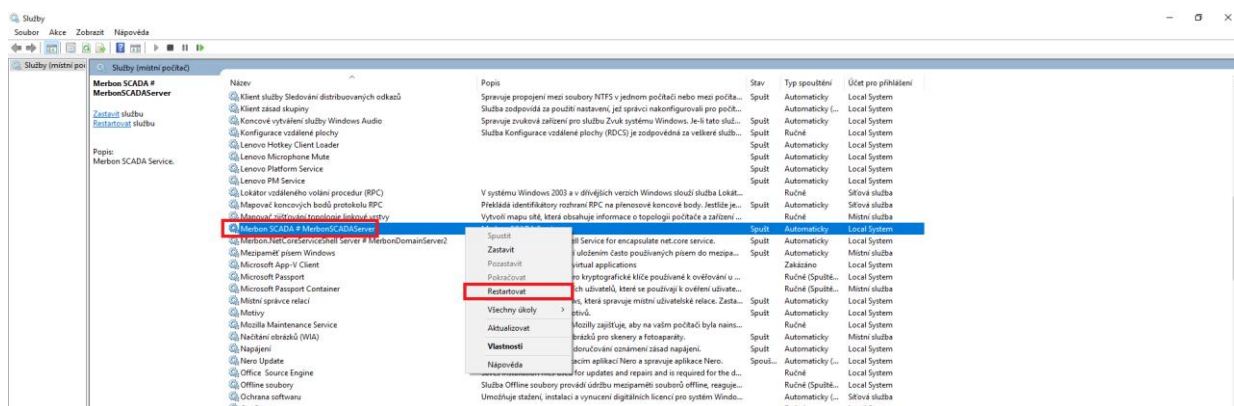 Služby
Soubor Akce Zobrazit Nápověda
Služby (místní poč
Služby (místní počítač)
Merbon SCADA # MerbonSCADAServer
Zastavit službu
Restartovat službu
Popis:
Merbon SCADA Service.
Název Popis Stav Typ spouštění Účet pro přihlášení
Klient služby Sledování distribuovaných odkazů Spravuje propojení mezi soubory NTFS v jednom počítači nebo mezi počíta... Spušt Automaticky Local System
Klient zásad skupiny Služba zodpovídá za použití nastavení, jež správci nakonfigurovali pro počít... Automaticky (... Local System
Koncové vytváření služby Windows Audio Spravuje zvuková zařízení pro službu Zvuk systému Windows. Je-li tato služ... Spušt Automaticky Local System
Konfigurace vzdálené plochy Služba Konfigurace vzdálené plochy (RDCS) je zodpovědná za veškeré služb... Spušt Ručně Local System
Lenovo Hotkey Client Loader Spušt Automaticky Local System
Lenovo Microphone Mute Spušt Automaticky Local System
Lenovo Platform Service Spušt Automaticky Local System
Lenovo PM Service Spušt Automaticky Local System
Lokátor vzdáleného volání procedur (RPC) V systému Windows 2003 a v dřívějších verzích Windows slouží služba Lokát... Ručně Síťová služba
Mapovač koncových bodů protokolu RPC Překládá identifikátory rozhraní RPC na přenosové koncové body. Jestliže je... Spušt Automaticky Síťová služba
Mapovač zjišťování topologie linkové vrstvy Vytvoří mapu sítě, která obsahuje informace o topologii počítače a zařízení ... Ručně Místní služba
Merbon SCADA # MerbonSCADAServer Spušt Automaticky Local System
Merbon.NetCoreServiceShell Server # MerbonDomainServer2 ell Service for encapsulate net.core service. Spušt Automaticky Local System
Mezipaměť písem Windows uložením často používaných písem do mezipa... Spušt Automaticky Místní služba
Microsoft App-V Client virtual applications Zakázáno Local System
Microsoft Passport ro kryptografické klíče používané k ověřování u ... Ručně (Spuště... Local System
Microsoft Passport Container ch uživatelů, které se používají k ověření uživate... Ručně (Spuště... Místní služba
Místní správce relací ws, která spravuje místní uživatelské relace. Zasta... Spušt Automaticky Local System
Motivy otivů. Spušt Automaticky Local System
Mozilla Maintenance Service Mozilly zajišťuje, aby na vašm počítači byla nains... Ručně Local System
Načítání obrázků (WIA) brázků pro skenery a fotoaparáty. Spušt Automaticky Místní služba
Napájení doručování oznámení zásad napájení. Spušt Automaticky Local System
Nero Update zacím aplikací Nero a spravuje aplikace Nero. Spouš... Automaticky (... Local System
Office Source Engine for updates and repairs and is required for the d... Ručně Local System
Offline soubory Služba Offline soubory provádí údržbu mezipaměti souborů offline, reaguje... Ručně (Spuště... Local System
Ochrana softwaru Umožňuje stažení, instalaci a vynucení digitálních licencí pro systém Windo... Automaticky (... Síťová služba
Spustit
Zastavit
Pozastavit
Pokračovat
Restartovat
Všechny úkoly
Aktualizovat
Vlastnosti
Nápověda